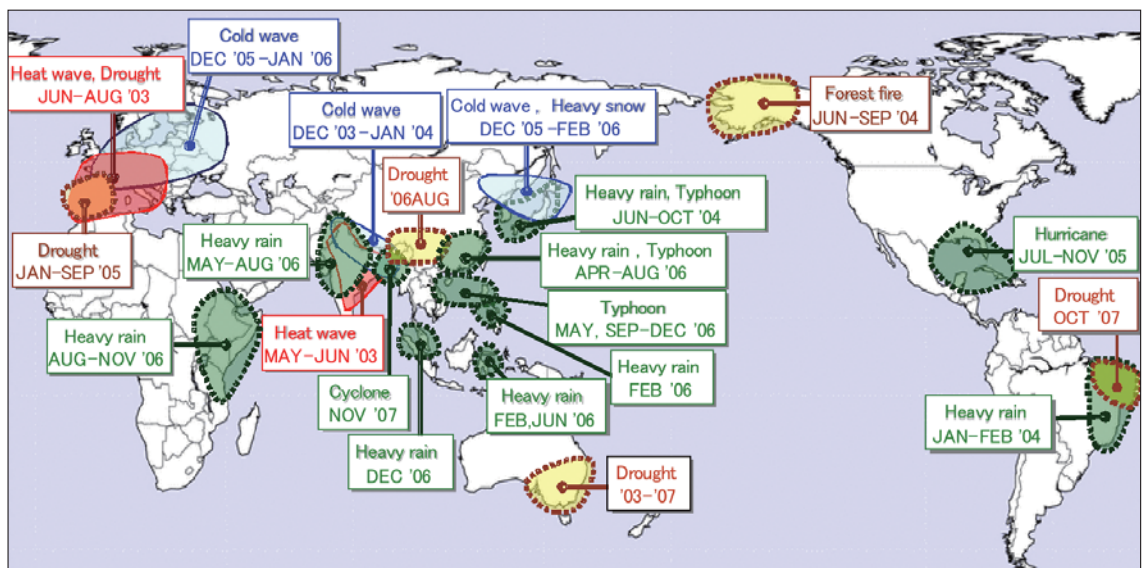 Cold wave
DEC '05-JAN '06
Heat wave, Drought
JUN-AUG '03
Cold wave
DEC '03-JAN '04
Cold wave , Heavy snow
DEC '05-FEB '06
Forest fire
JUN-SEP '04
Drought
'06AUG
Heavy rain, Typhoon
JUN-OCT '04
Drought
JAN-SEP '05
Heavy rain
MAY-AUG '06
Heavy rain , Typhoon
APR-AUG '06
Hurricane
JUL-NOV '05
Typhoon
MAY, SEP-DEC '06
Drought
OCT '07
Heavy rain
AUG-NOV '06
Heat wave
MAY-JUN '03
Heavy rain
FEB '06
Cyclone
NOV '07
Heavy rain
FEB,JUN '06
Heavy rain
JAN-FEB '04
Heavy rain
DEC '06
Drought
'03-'07